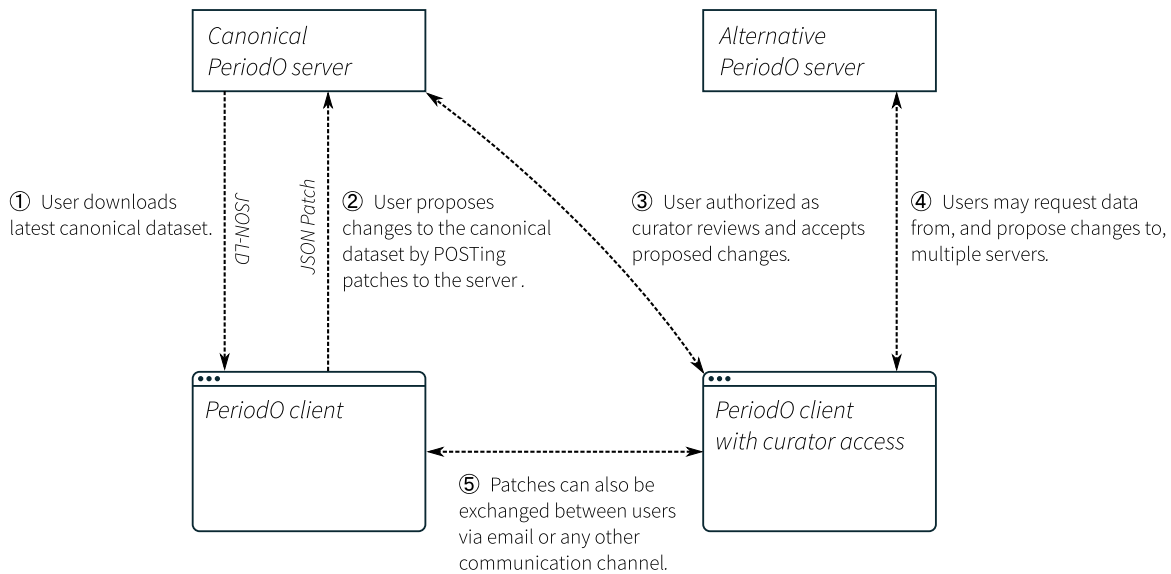 Canonical
PeriodO server
Alternative
PeriodO server
① User downloads
latest canonical dataset.
JSON-LD
JSON Patch
② User proposes
changes to the canonical
dataset by POSTing
patches to the server.
③ User authorized as
curator reviews and accepts
proposed changes.
④ Users may request data
from, and propose changes to,
multiple servers.
PeriodO client
PeriodO client
with curator access
⑤ Patches can also be
exchanged between users
via email or any other
communication channel.